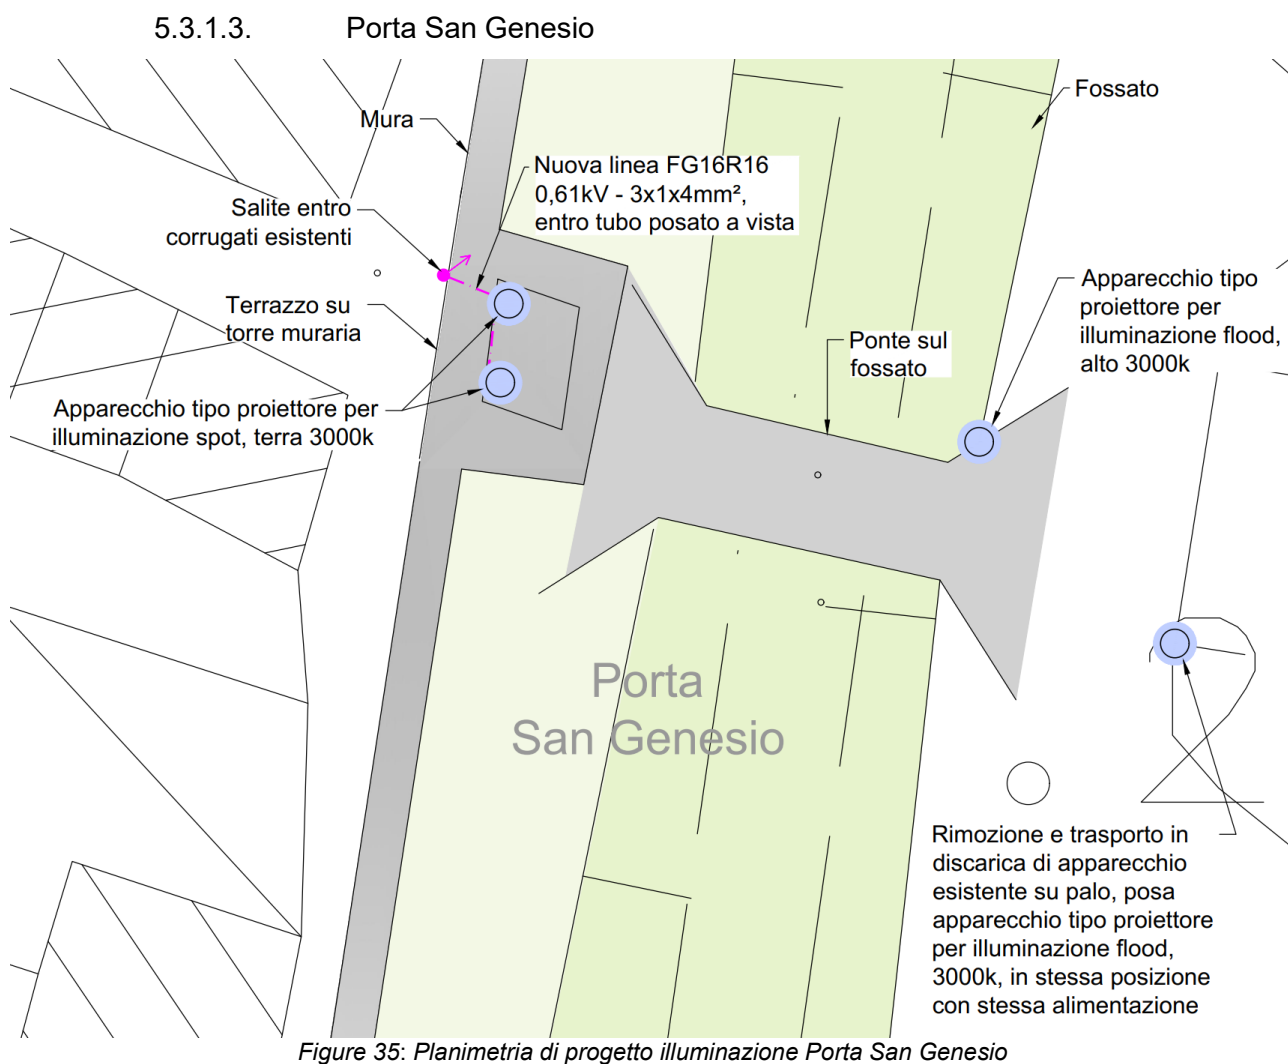 5.3.1.3. Porta San Genesio
Fossato
Mura
Nuova linea FG16R16
0,61kV - 3x1x4mm²,
entro tubo posato a vista
Salite entro
corrugati esistenti
Terrazzo su
torre muraria
Apparecchio tipo
proiettore per
illuminazione flood,
alto 3000k
Ponte sul
fossato
Apparecchio tipo proiettore per
illuminazione spot, terra 3000k
Porta
San Genesio
Rimozione e trasporto in
discarica di apparecchio
esistente su palo, posa
apparecchio tipo proiettore
per illuminazione flood,
3000k, in stessa posizione
con stessa alimentazione
Figure 35: Planimetria di progetto illuminazione Porta San Genesio